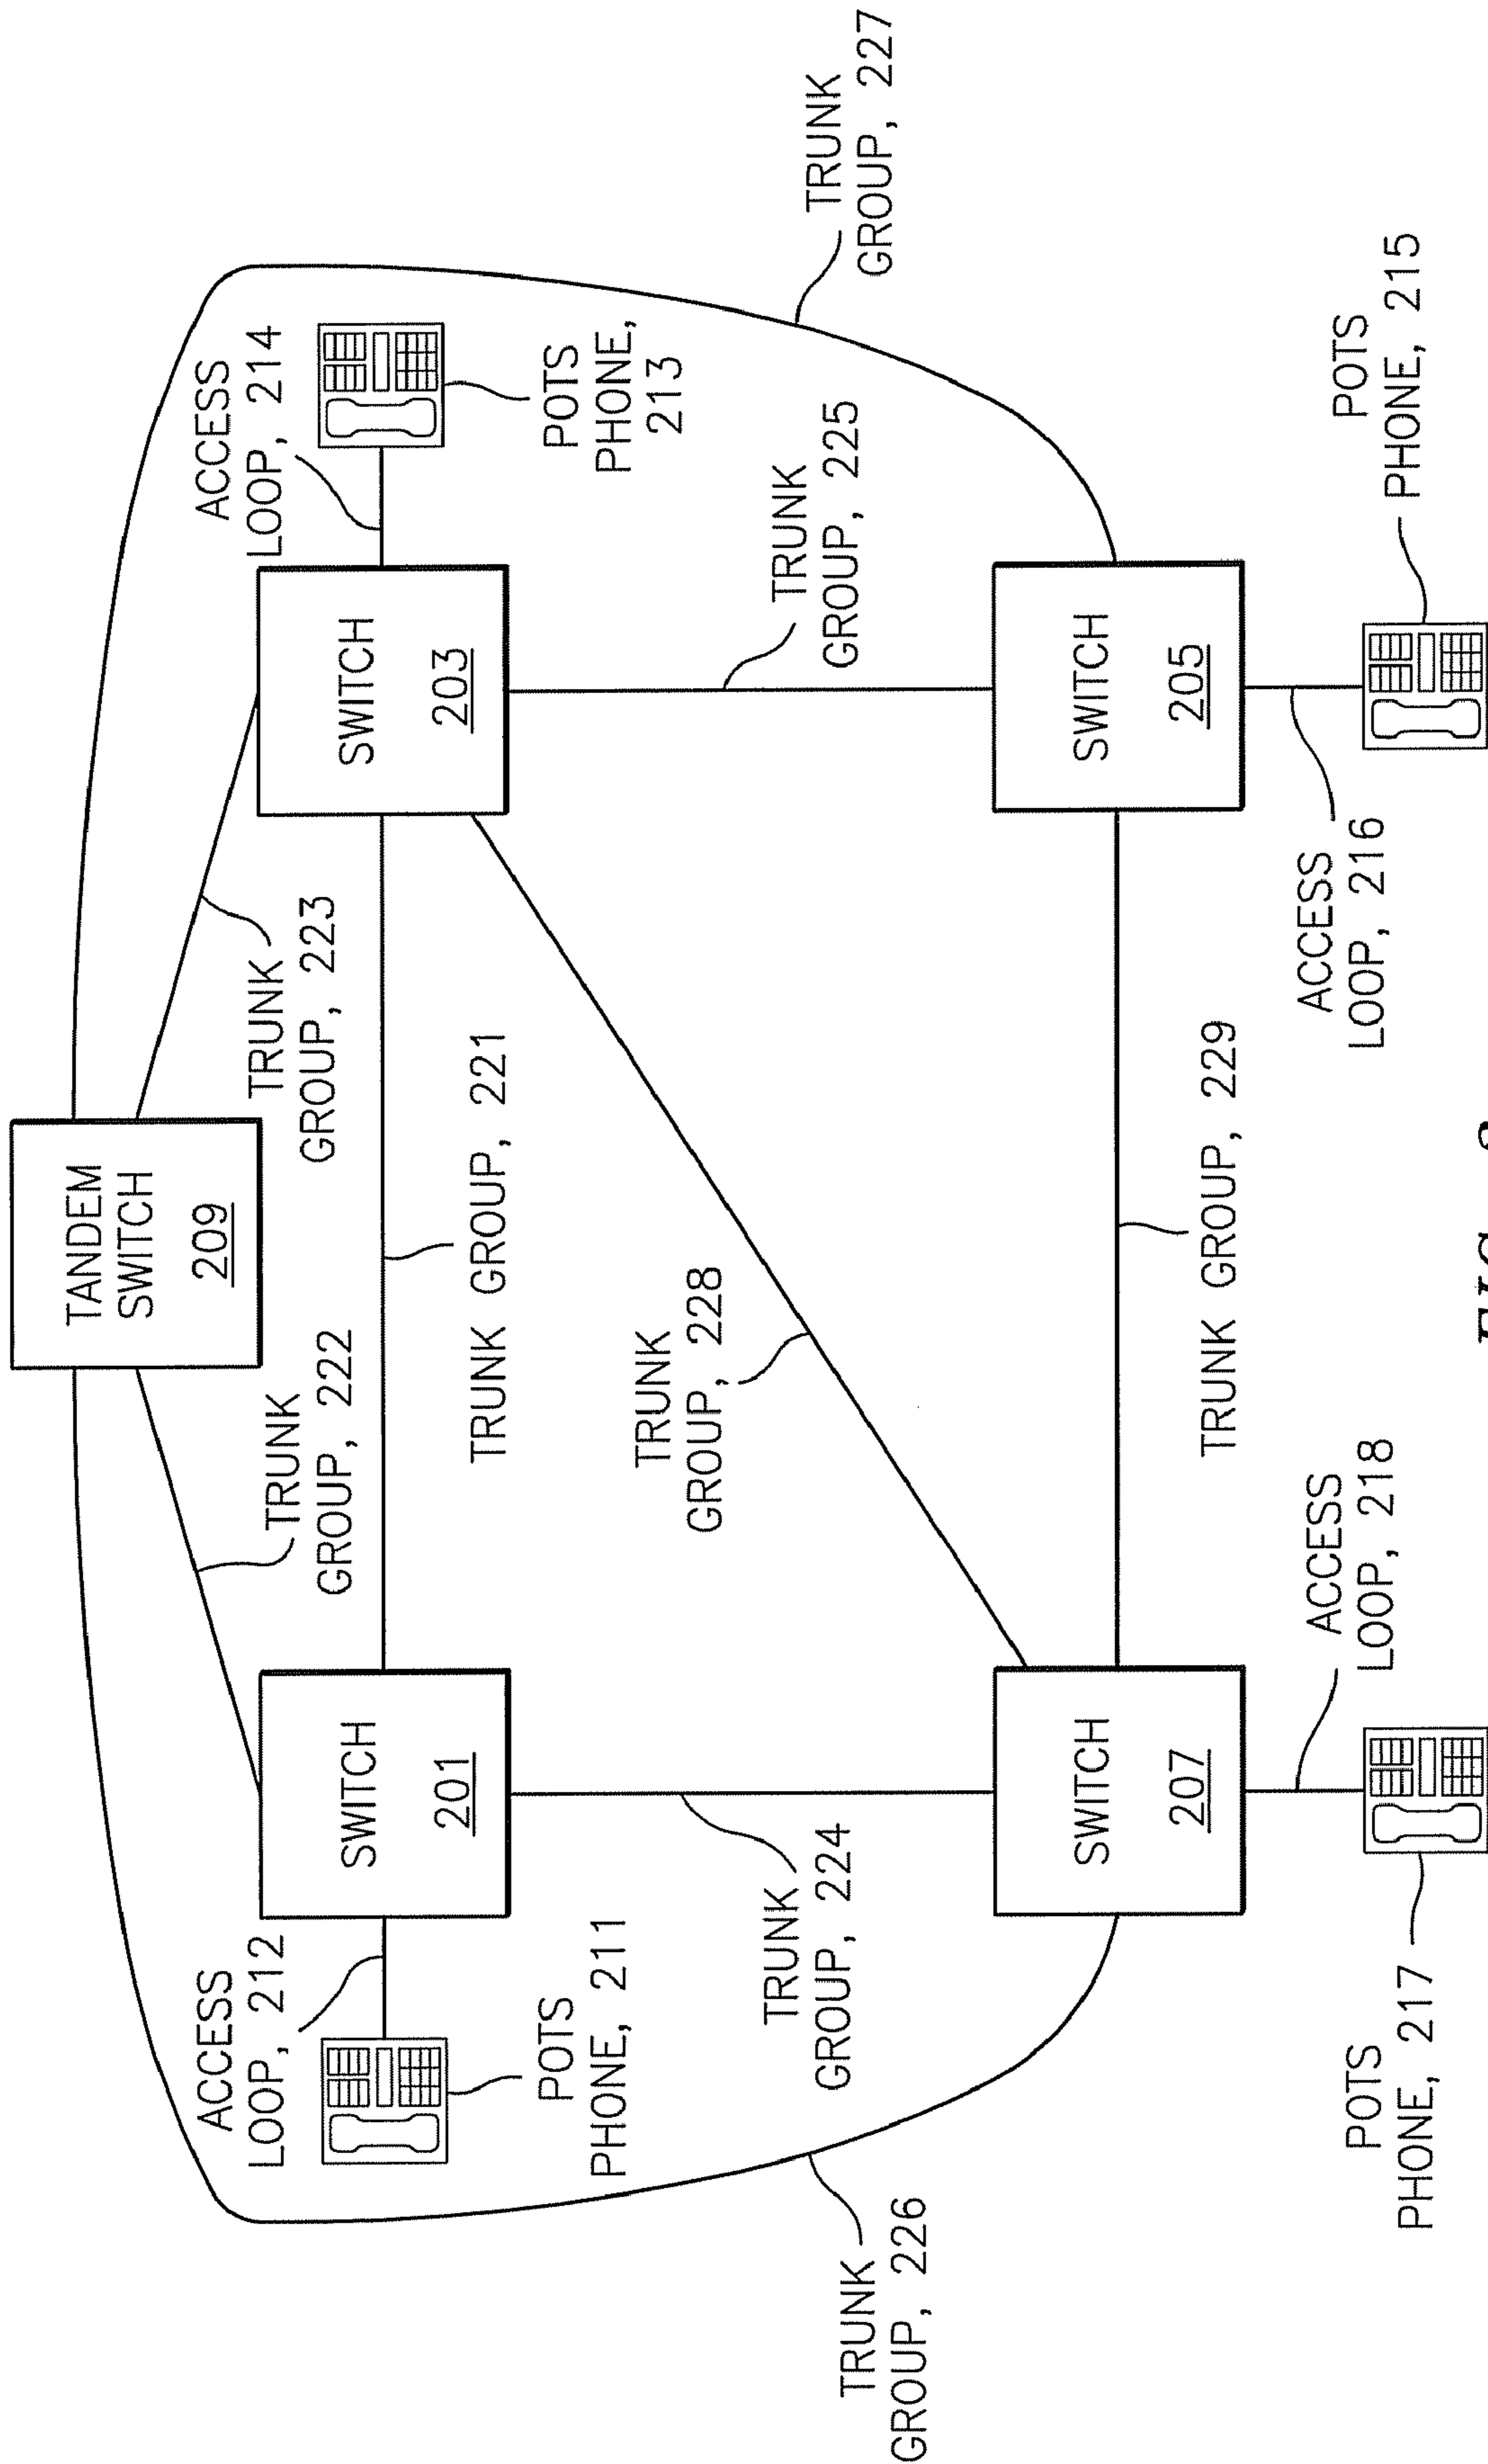 TANDEM
SWITCH
209
ACCESS
LOOP, 212
TRUNK
GROUP, 222
TRUNK
GROUP, 223
ACCESS
LOOP, 214
SWITCH
201
SWITCH
203
POTS
PHONE, 211
TRUNK GROUP, 221
POTS
PHONE,
213
TRUNK
GROUP, 228
TRUNK
GROUP, 224
TRUNK
GROUP, 225
TRUNK
GROUP, 226
TRUNK
GROUP, 227
SWITCH
207
SWITCH
205
TRUNK GROUP, 229
ACCESS
LOOP, 218
ACCESS
LOOP, 216
POTS
PHONE, 217
POTS
PHONE, 215